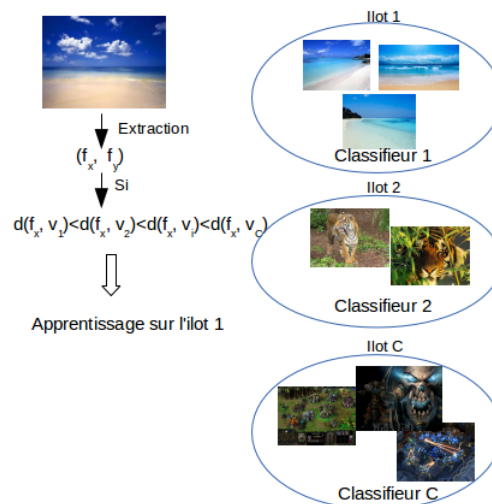 Extraction
(fx, fy)
Si
d(fx, v1)<d(fx, v2)<d(fx, vi)<d(fx, vC)
Apprentissage sur l'ilot 1
Ilot 1
Classifieur 1
Ilot 2
Classifieur 2
Ilot C
Classifieur C